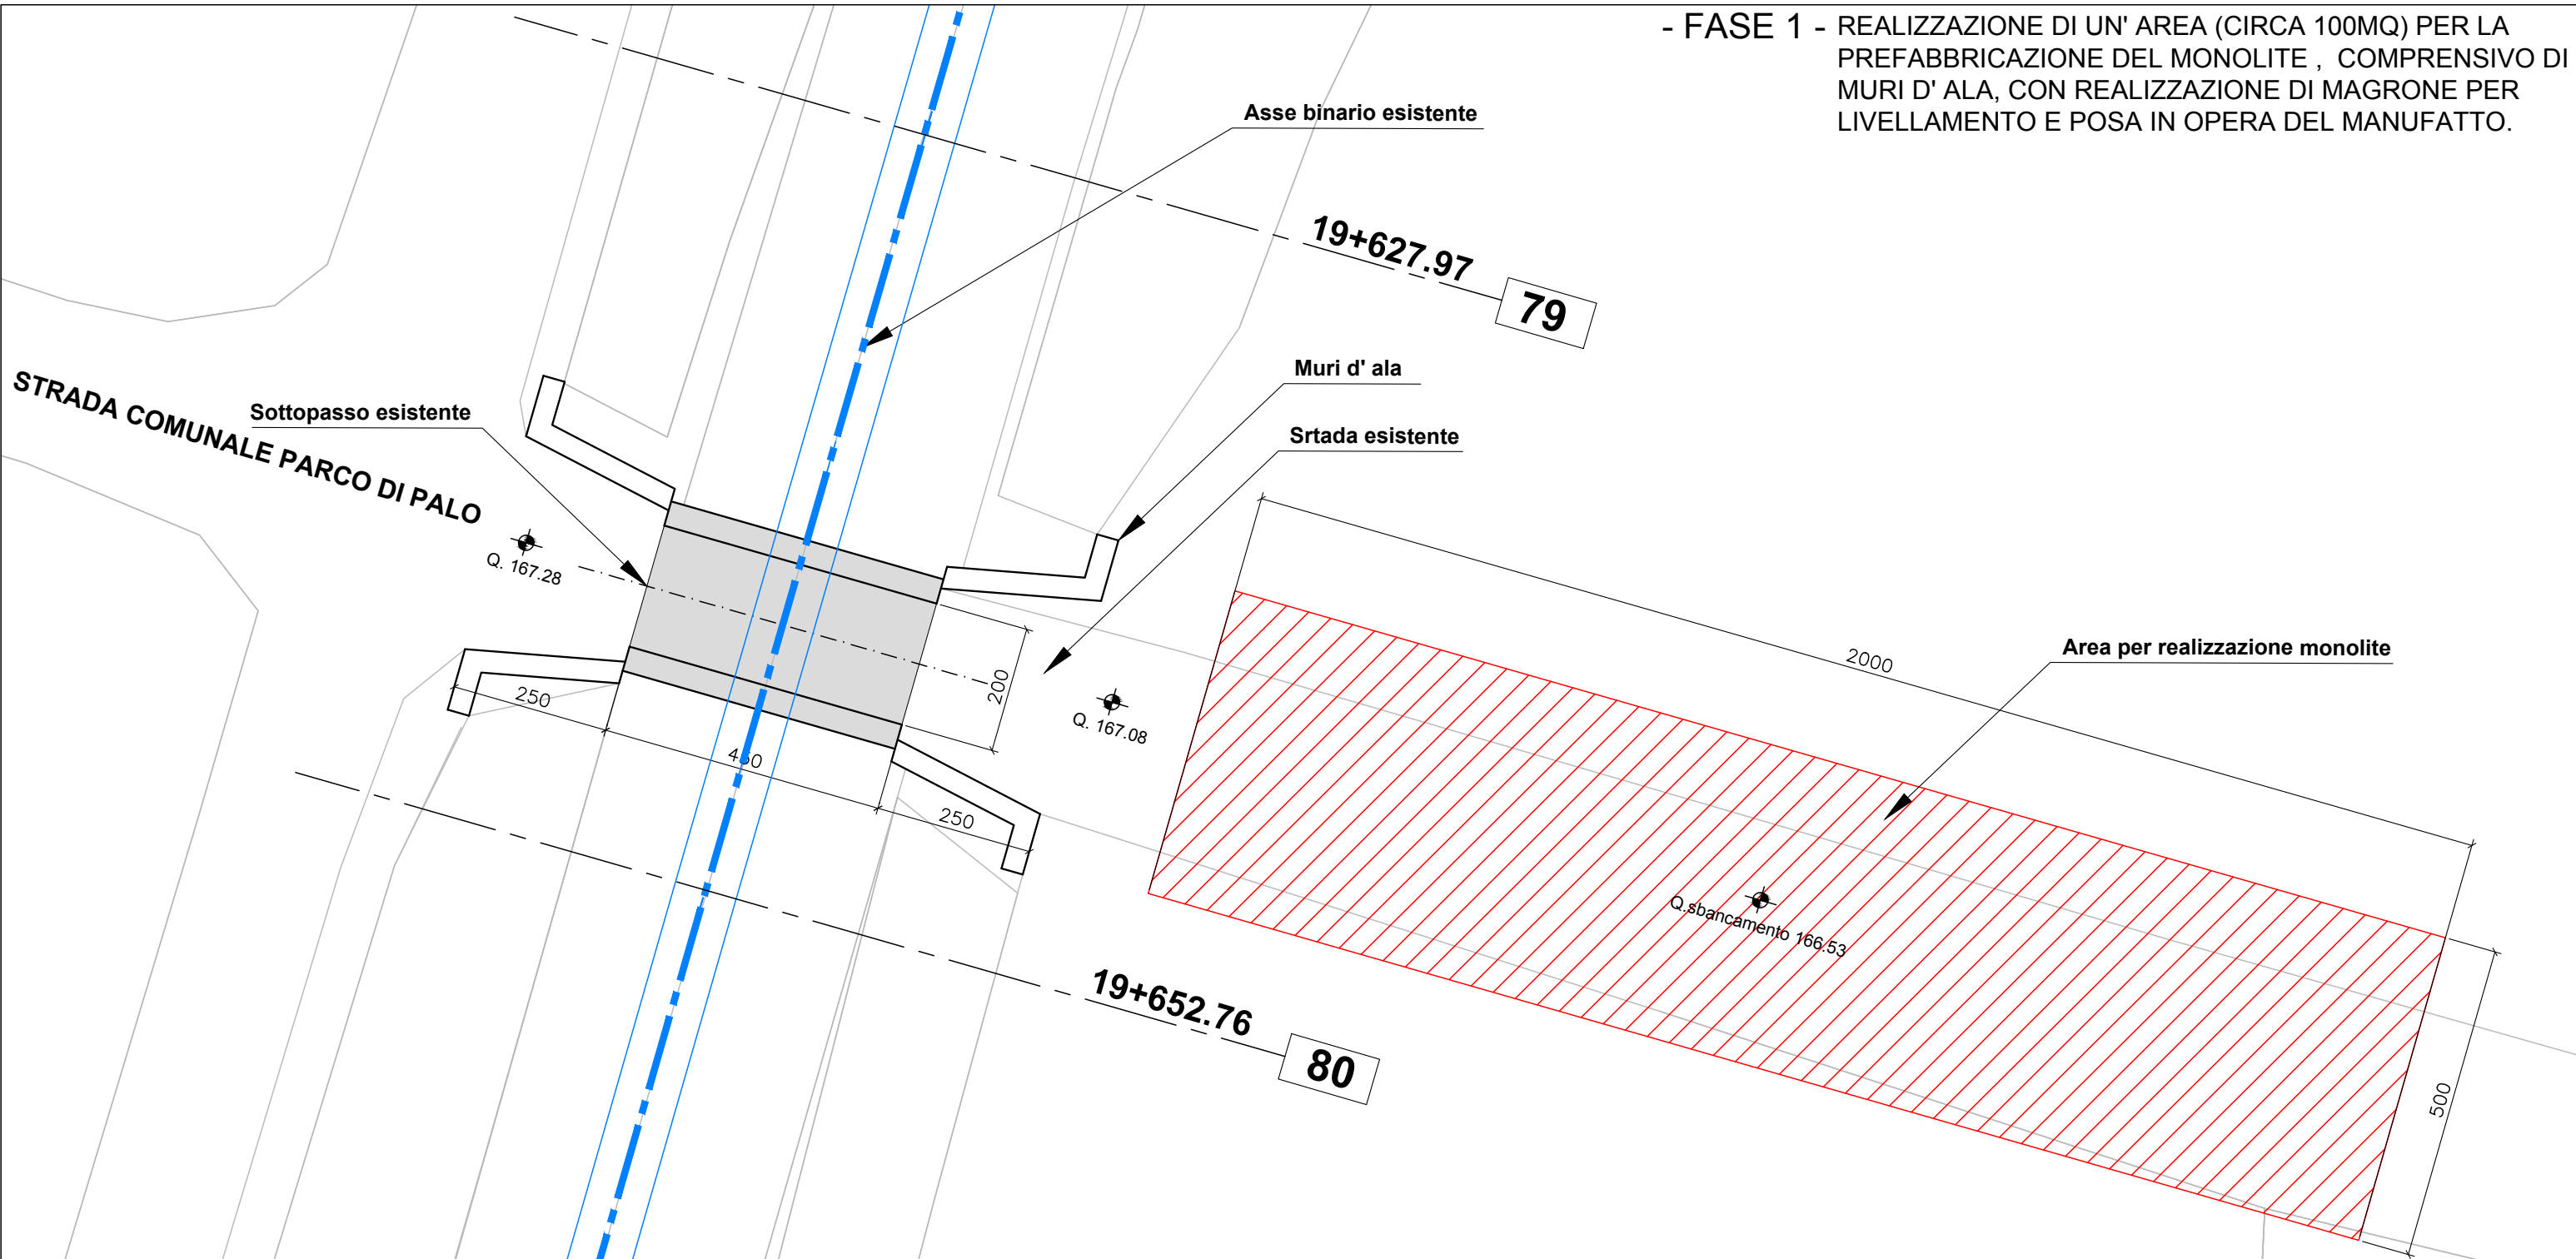 - FASE 1 - REALIZZAZIONE DI UN' AREA (CIRCA 100MQ) PER LA
PREFABBRICAZIONE DEL MONOLITE , COMPRENSIVO DI
MURI D' ALA, CON REALIZZAZIONE DI MAGRONE PER
LIVELLAMENTO E POSA IN OPERA DEL MANUFATTO.
Asse binario esistente
19+627.97
79
Muri d' ala
Srtada esistente
STRADA COMUNALE PARCO DI PALO
Sottopasso esistente
Q. 167.28
200
Q. 167.08
250
450
250
2000
Area per realizzazione monolite
Q.sbancamento 166.53
500
19+652.76
80